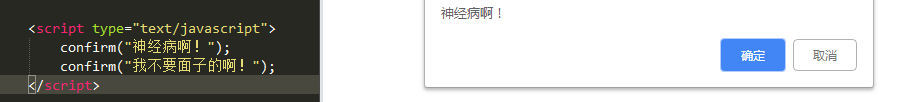 <script type="text/javascript">
confirm("神经病啊！");
confirm("我不要面子的啊！");
</script>
神经病啊！
确定
取消